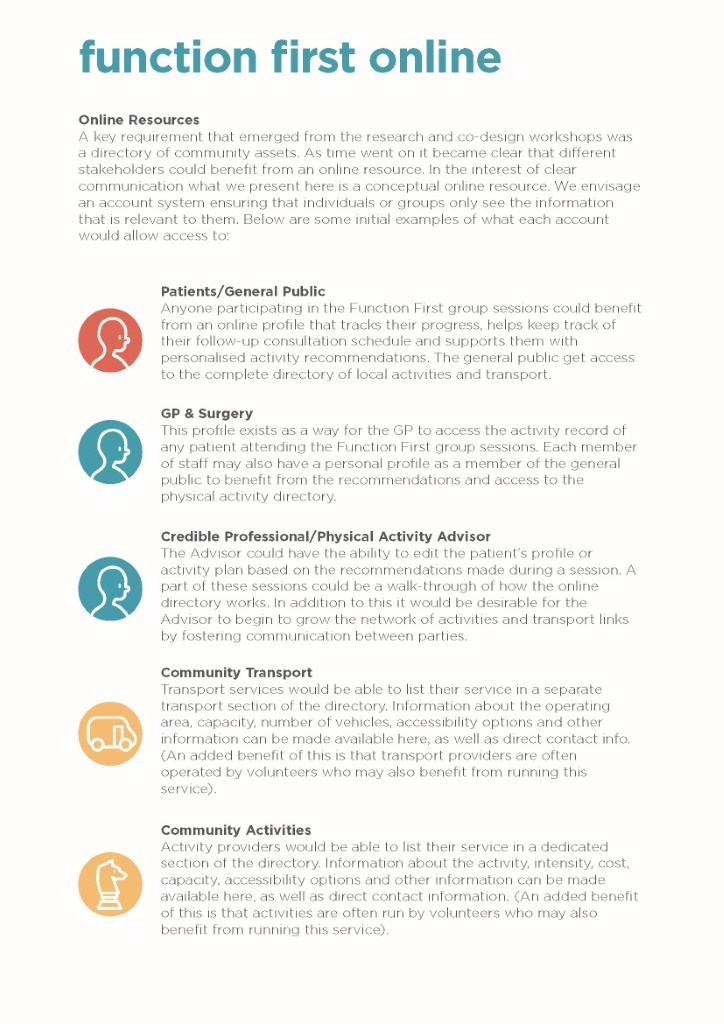 function first online
Online Resources
A key requirement that emerged from the research and co-design workshops was
a directory of community assets. As time went on it became clear that different
stakeholders could benefit from an online resource. In the interest of clear
communication what we present here is a conceptual online resource. We envisage
an account system ensuring that individuals or groups only see the information
that is relevant to them. Below are some initial examples of what each account
would allow access to:
Patients/General Public
Anyone participating in the Function First group sessions could benefit
from an online profile that tracks their progress, helps keep track of
their follow-up consultation schedule and supports them with
personalised activity recommendations. The general public get access
to the complete directory of local activities and transport.
GP & Surgery
This profile exists as a way for the GP to access the activity record of
any patient attending the Function First group sessions. Each member
of staff may also have a personal profile as a member of the general
public to benefit from the recommendations and access to the
physical activity directory.
Credible Professional/Physical Activity Advisor
The Advisor could have the ability to edit the patient's profile or
activity plan based on the recommendations made during a session. A
part of these sessions could be a walk-through of how the online
directory works. In addition to this it would be desirable for the
Advisor to begin to grow the network of activities and transport links
by fostering communication between parties.
Community Transport
Transport services would be able to list their service in a separate
transport section of the directory. Information about the operating
area, capacity, number of vehicles, accessibility options and other
information can be made available here, as well as direct contact info.
(An added benefit of this is that transport providers are often
operated by volunteers who may also benefit from running this
service).
Community Activities
Activity providers would be able to list their service in a dedicated
section of the directory. Information about the activity, intensity, cost,
capacity, accessibility options and other information can be made
available here, as well as direct contact information. (An added benefit
of this is that activities are often run by volunteers who may also
benefit from running this service).